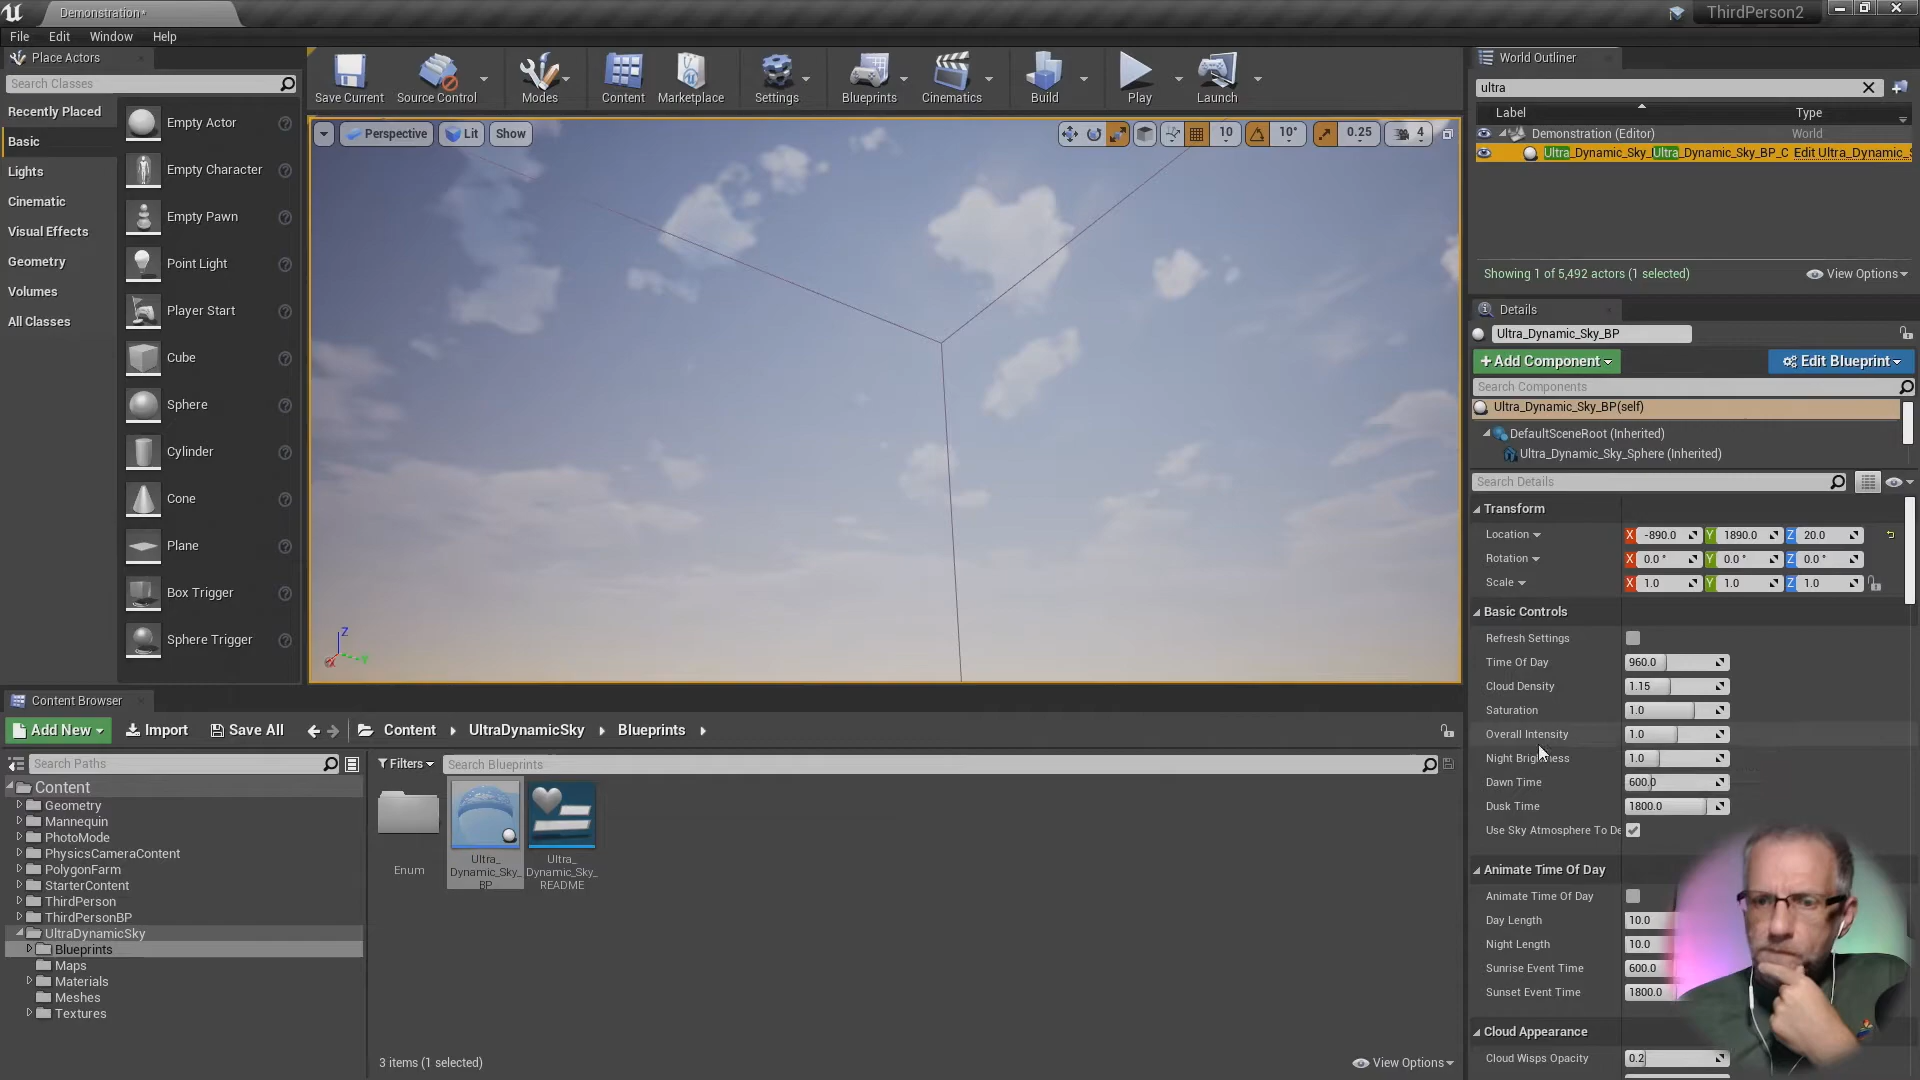 Demonstration*
ThirdPerson2
File Edit Window Help
Place Actors
Search Classes
Recently Placed
Basic
Lights
Cinematic
Visual Effects
Geometry
Volumes
All Classes
Empty Actor
Empty Character
Empty Pawn
Point Light
Player Start
Cube
Sphere
Cylinder
Cone
Plane
Box Trigger
Sphere Trigger
Save Current
Source Control
Modes
Content
Marketplace
Settings
Blueprints
Cinematics
Build
Play
Launch
Perspective
Lit
Show
10
10°
0.25
4
Z
X
Y
World Outliner
ultra
Label
Type
Demonstration (Editor)
World
Ultra_Dynamic_Sky_Ultra_Dynamic_Sky_BP_C
Edit Ultra_Dynamic_S
Showing 1 of 5,492 actors (1 selected)
View Options
Details
Ultra_Dynamic_Sky_BP
+Add Component
Edit Blueprint
Search Components
Ultra_Dynamic_Sky_BP(self)
DefaultSceneRoot (Inherited)
Ultra_Dynamic_Sky_Sphere (Inherited)
Search Details
Transform
Location X -890.0 Y 1890.0 Z 20.0
Rotation X 0.0 ° Y 0.0 ° Z 0.0 °
Scale X 1.0 Y 1.0 Z 1.0
Basic Controls
Refresh Settings
Time Of Day 960.0
Cloud Density 1.15
Saturation 1.0
Overall Intensity 1.0
Night Brightness 1.0
Dawn Time 600.0
Dusk Time 1800.0
Use Sky Atmosphere To De
Animate Time Of Day
Animate Time Of Day
Day Length 10.0
Night Length 10.0
Sunrise Event Time 600.0
Sunset Event Time 1800.0
Cloud Appearance
Cloud Wisps Opacity 0.2
Content Browser
Add New
Import
Save All
Content
UltraDynamicSky
Blueprints
Search Paths
Filters
Search Blueprints
Content
Geometry
Mannequin
PhotoMode
PhysicsCameraContent
PolygonFarm
StarterContent
ThirdPerson
ThirdPersonBP
UltraDynamicSky
Blueprints
Maps
Materials
Meshes
Textures
Enum
Ultra_
Dynamic_Sky_
BP
Ultra_
Dynamic_Sky_
README
3 items (1 selected)
View Options